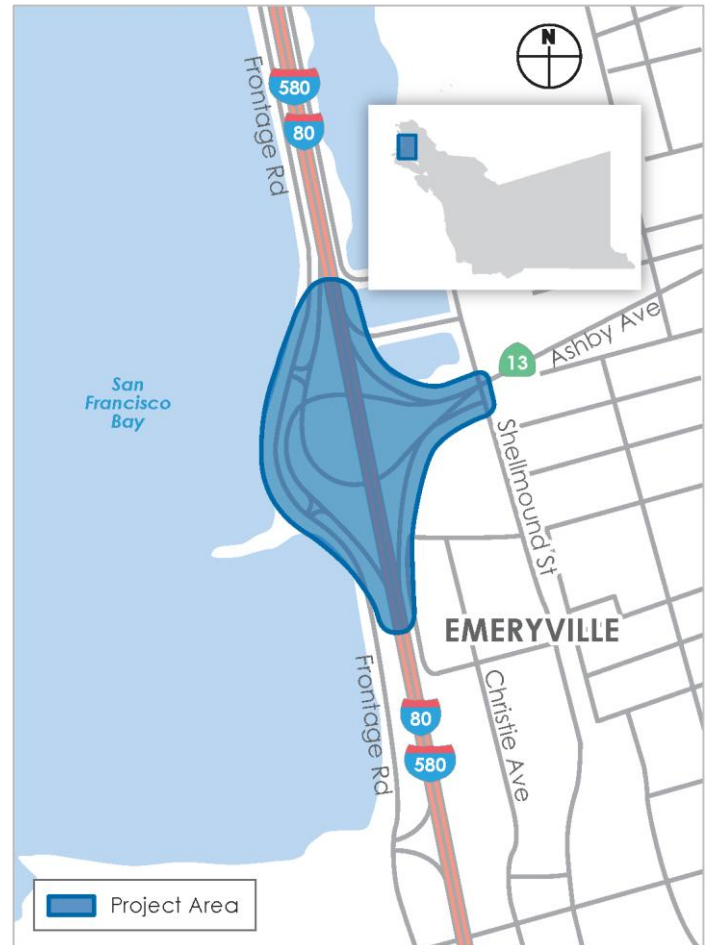 N
Frontage Rd
580
80
13
Ashby Ave
San
Francisco
Bay
Shellmound St
EMERYVILLE
Frontage Rd
Christie Ave
80
580
Project Area